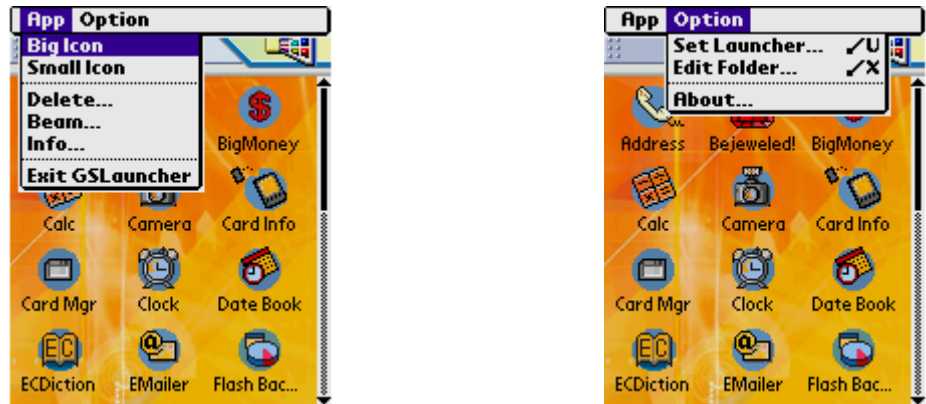 App Option
Big Icon
Small Icon
Delete...
Beam...
Info...
Exit GSLauncher
BigMoney
Calc Camera Card Info
Card Mgr Clock Date Book
EC
ECDiction EMailer Flash Bac...
App Option
Set Launcher... U
Edit Folder... X
About...
Address Bejeweled! BigMoney
Calc Camera Card Info
Card Mgr Clock Date Book
EC
ECDiction EMailer Flash Bac...